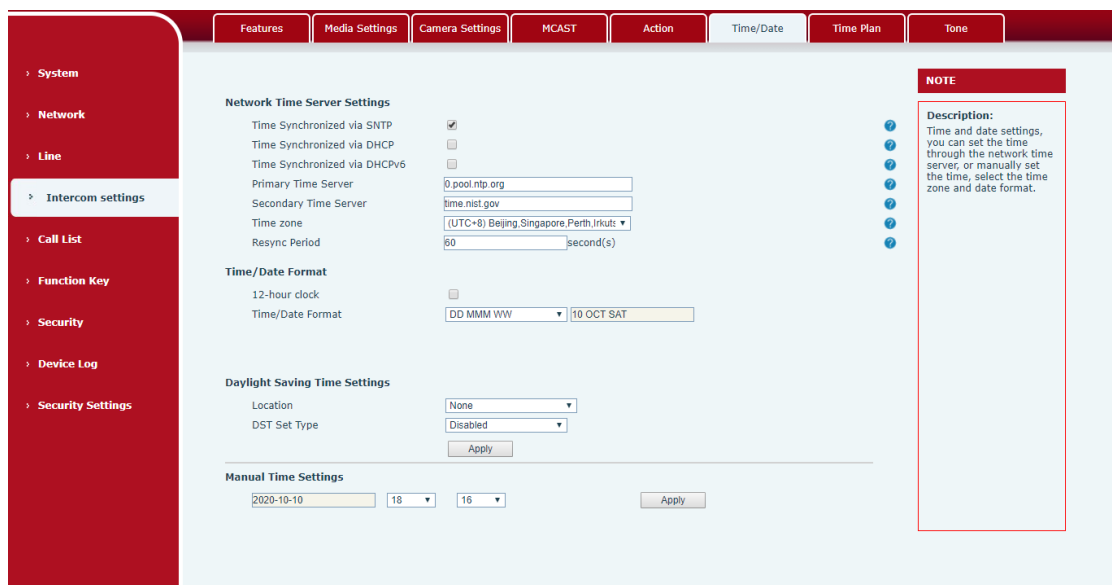 Features Media Settings Camera Settings MCAST Action Time/Date Time Plan Tone
› System
› Network
› Line
› Intercom settings
› Call List
› Function Key
› Security
› Device Log
› Security Settings
Network Time Server Settings
Time Synchronized via SNTP
Time Synchronized via DHCP
Time Synchronized via DHCPv6
Primary Time Server 0.pool.ntp.org
Secondary Time Server time.nist.gov
Time zone (UTC+8) Beijing,Singapore,Perth,Irkuts
Resync Period 60 second(s)
Time/Date Format
12-hour clock
Time/Date Format DD MMM WW 10 OCT SAT
Daylight Saving Time Settings
Location None
DST Set Type Disabled
Apply
Manual Time Settings
2020-10-10 18 16 Apply
NOTE
Description:
Time and date settings,
you can set the time
through the network time
server, or manually set
the time, select the time
zone and date format.